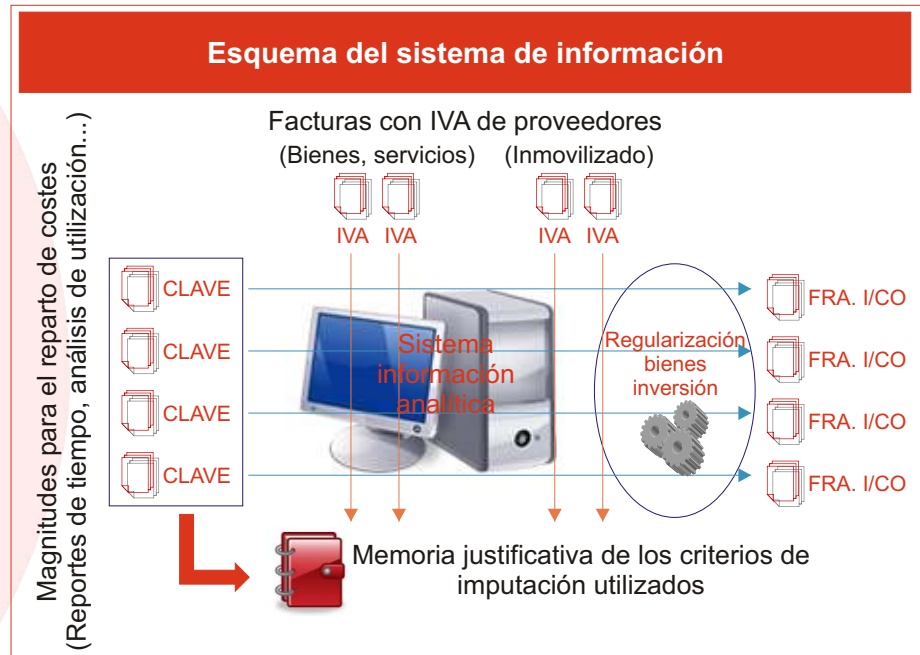 Esquema del sistema de información
Magnitudes para el reparto de costes
(Reportes de tiempo, análisis de utilización...)
Facturas con IVA de proveedores
(Bienes, servicios) (Inmovilizado)
IVA IVA IVA IVA
CLAVE
CLAVE
CLAVE
CLAVE
Sistema
información
analítica
Regularización
bienes
inversión
FRA. I/CO
FRA. I/CO
FRA. I/CO
FRA. I/CO
Memoria justificativa de los criterios de
imputación utilizados